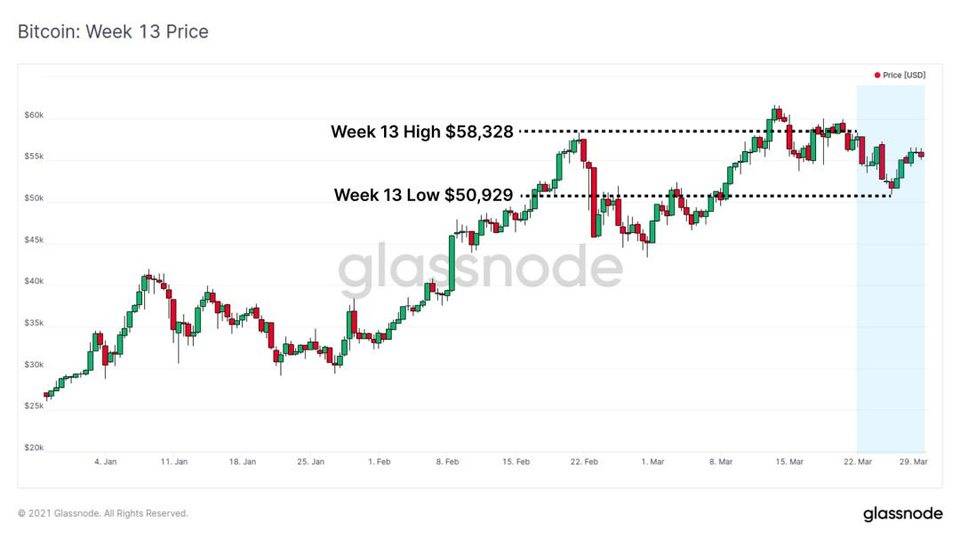 Bitcoin: Week 13 Price
Price [USD]
$60k
Week 13 High $58,328
$55k
Week 13 Low $50,929
$50k
$45k
glassnode
$40k
$35k
$30k
$25k
$20k
4. Jan 11. Jan 18. Jan 25. Jan 1. Feb 8. Feb 15. Feb 22. Feb 1. Mar 8. Mar 15. Mar 22. Mar 29. Mar
© 2021 Glassnode. All Rights Reserved. glassnode